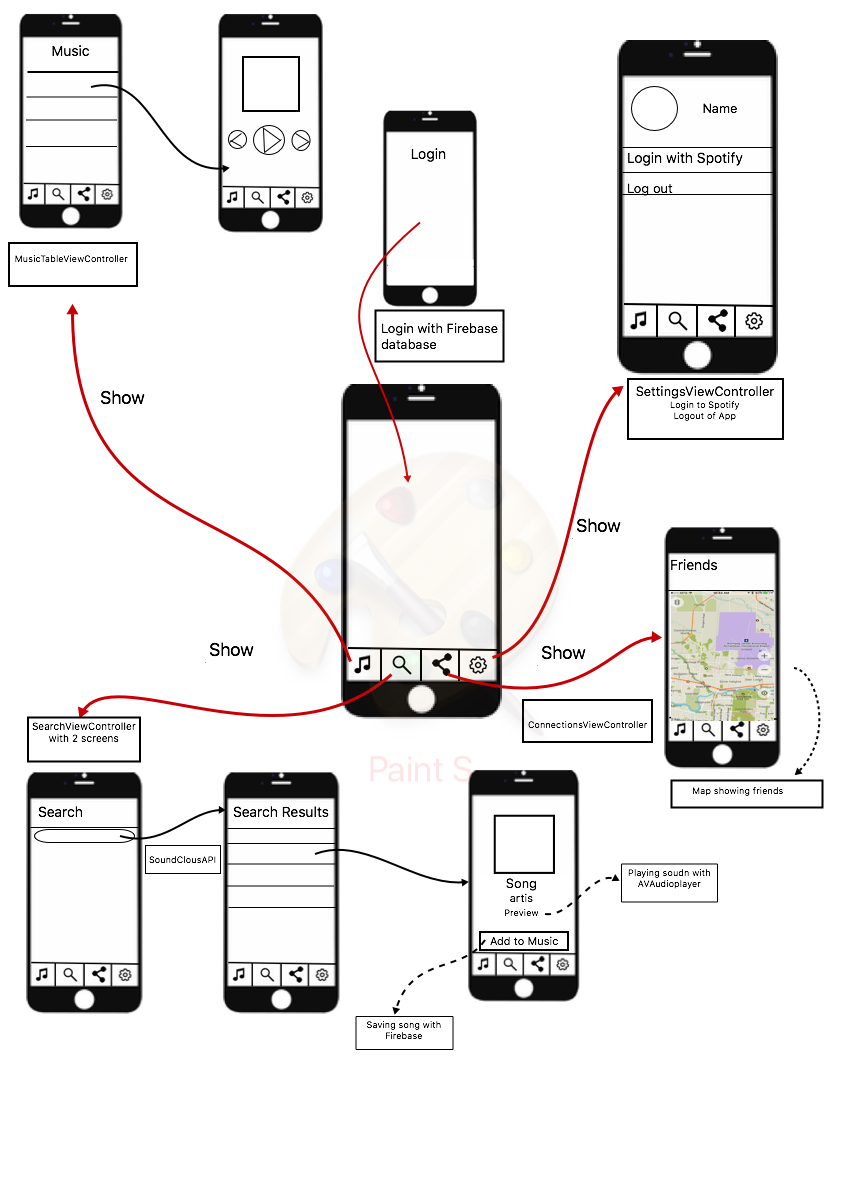 Music
MusicTableViewController
Login
Login with Firebase
database
Name
Login with Spotify
Log out
SettingsViewController
Login to Spotify
Logout of App
Show
Show
Show
Show
Friends
ConnectionsViewController
Map showing friends
SearchViewController
with 2 screens
Paint S
Search
SoundClousAPI
Search Results
Song
artis
Preview
Add to Music
Playing soudn with
AVAudioplayer
Saving song with
Firebase